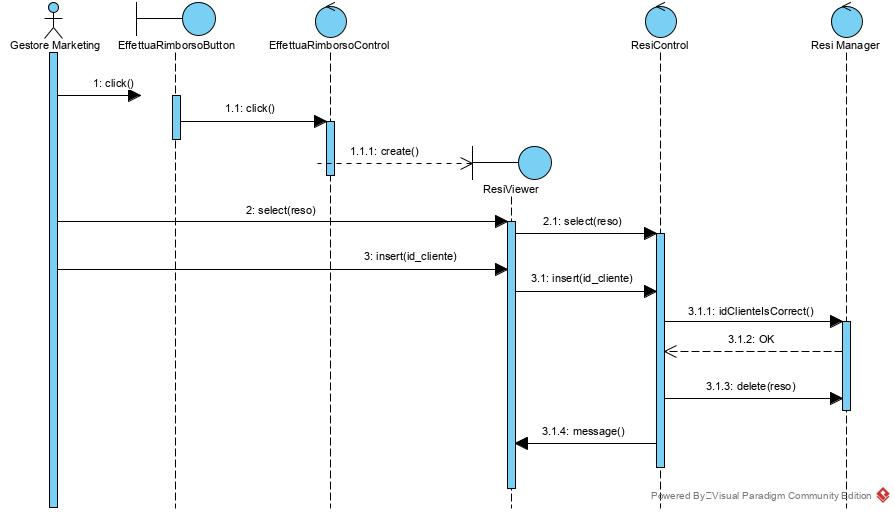 Gestore Marketing
EffettuaRimborsoButton
EffettuaRimborsoControl
ResiControl
Resi Manager
1: click()
1.1: click()
1.1.1: create()
ResiViewer
2: select(reso)
2.1: select(reso)
3: insert(id_cliente)
3.1: insert(id_cliente)
3.1.1: idClienteIsCorrect()
3.1.2: OK
3.1.3: delete(reso)
3.1.4: message()
Powered By Visual Paradigm Community Edition